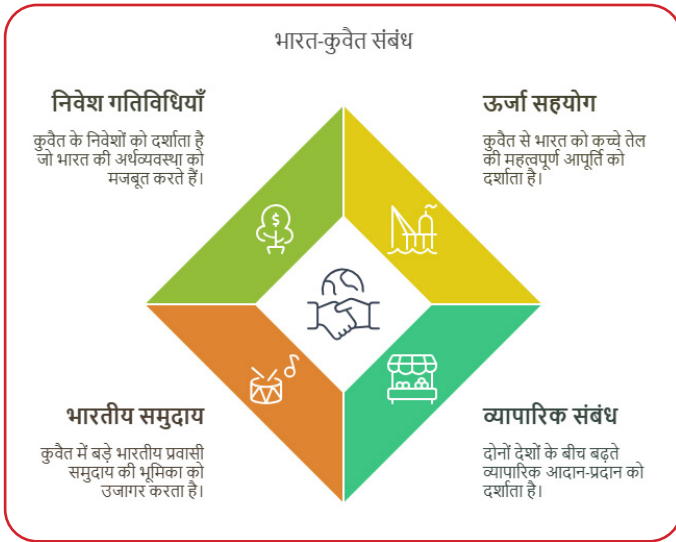 भारत-कुवैत संबंध
निवेश गतिविधियाँ
कुवैत के निवेशों को दर्शाता है
जो भारत की अर्थव्यवस्था को
मजबूत करते हैं।
ऊर्जा सहयोग
कुवैत से भारत को कच्चे तेल
की महत्वपूर्ण आपूर्ति को
दर्शाता है।
$
भारतीय समुदाय
कुवैत में बड़े भारतीय प्रवासी
समुदाय की भूमिका को
उजागर करता है।
व्यापारिक संबंध
दोनों देशों के बीच बढ़ते
व्यापारिक आदान-प्रदान को
दर्शाता है।